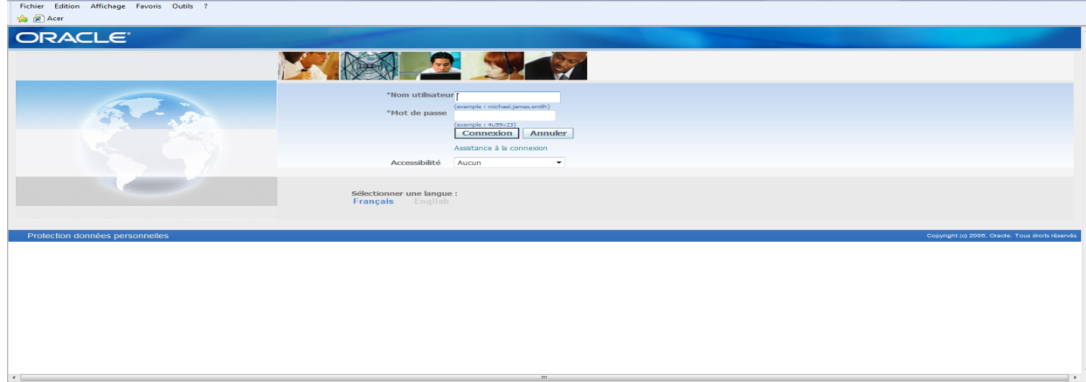 Fichier Edition Affichage Favoris Outils ?
Acer
ORACLE
*Nom utilisateur
(exemple : michael.james.smith)
*Mot de passe
(exemple : 4u99v23)
Connexion Annuler
Assistance à la connexion
Accessibilité Aucun
Sélectionner une langue :
Français English
Protection données personnelles Copyright (c) 2006, Oracle. Tous droits réservés